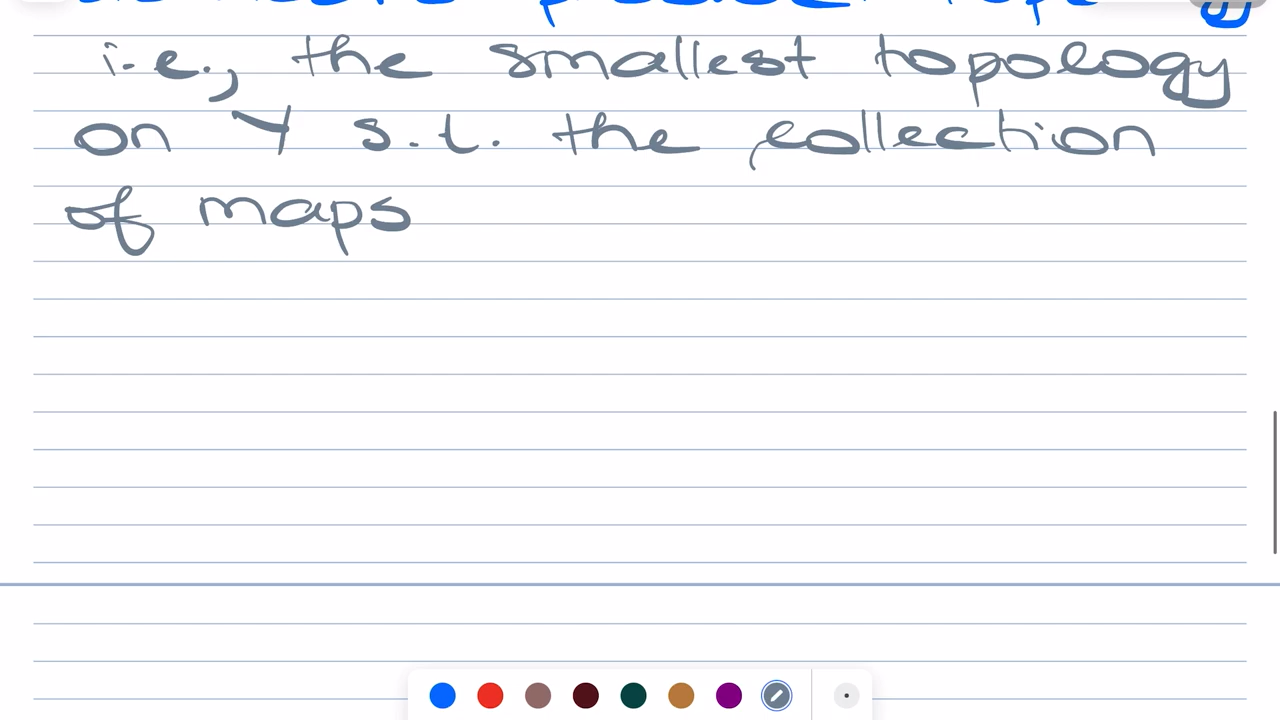 i.e., the smallest topology
on Y s.t. the collection
of maps